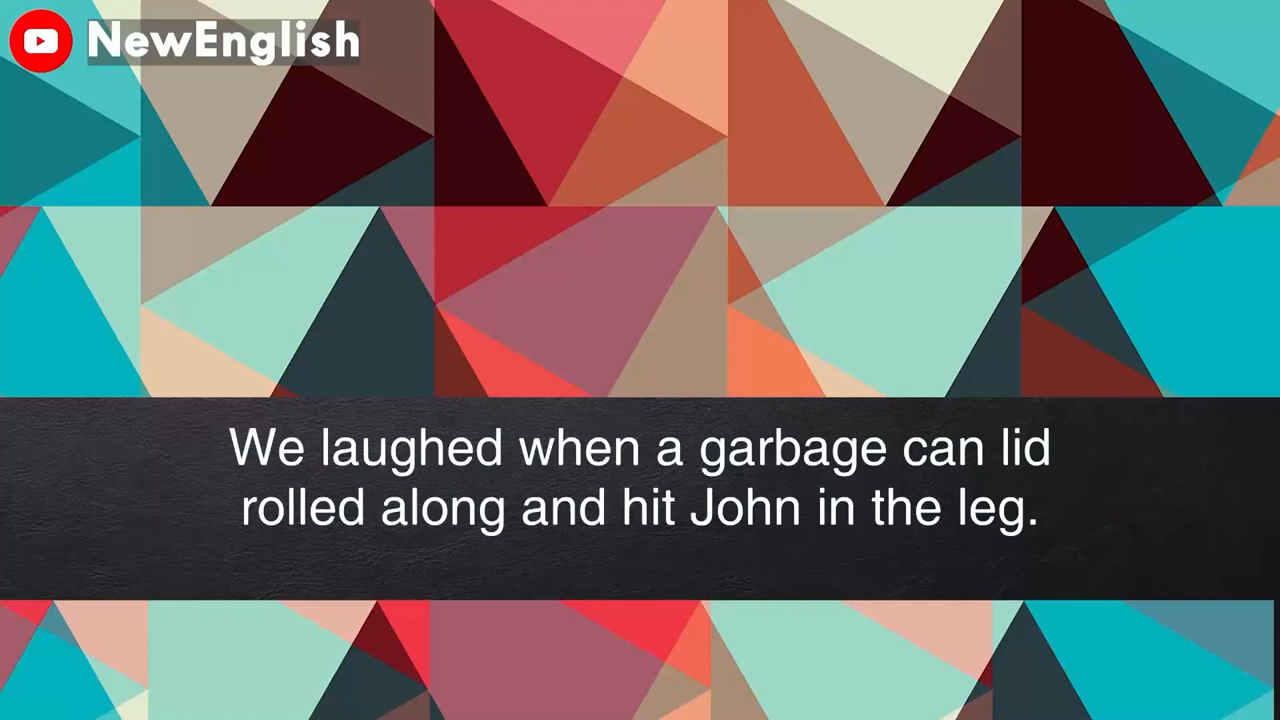 NewEnglish
We laughed when a garbage can lid
rolled along and hit John in the leg.